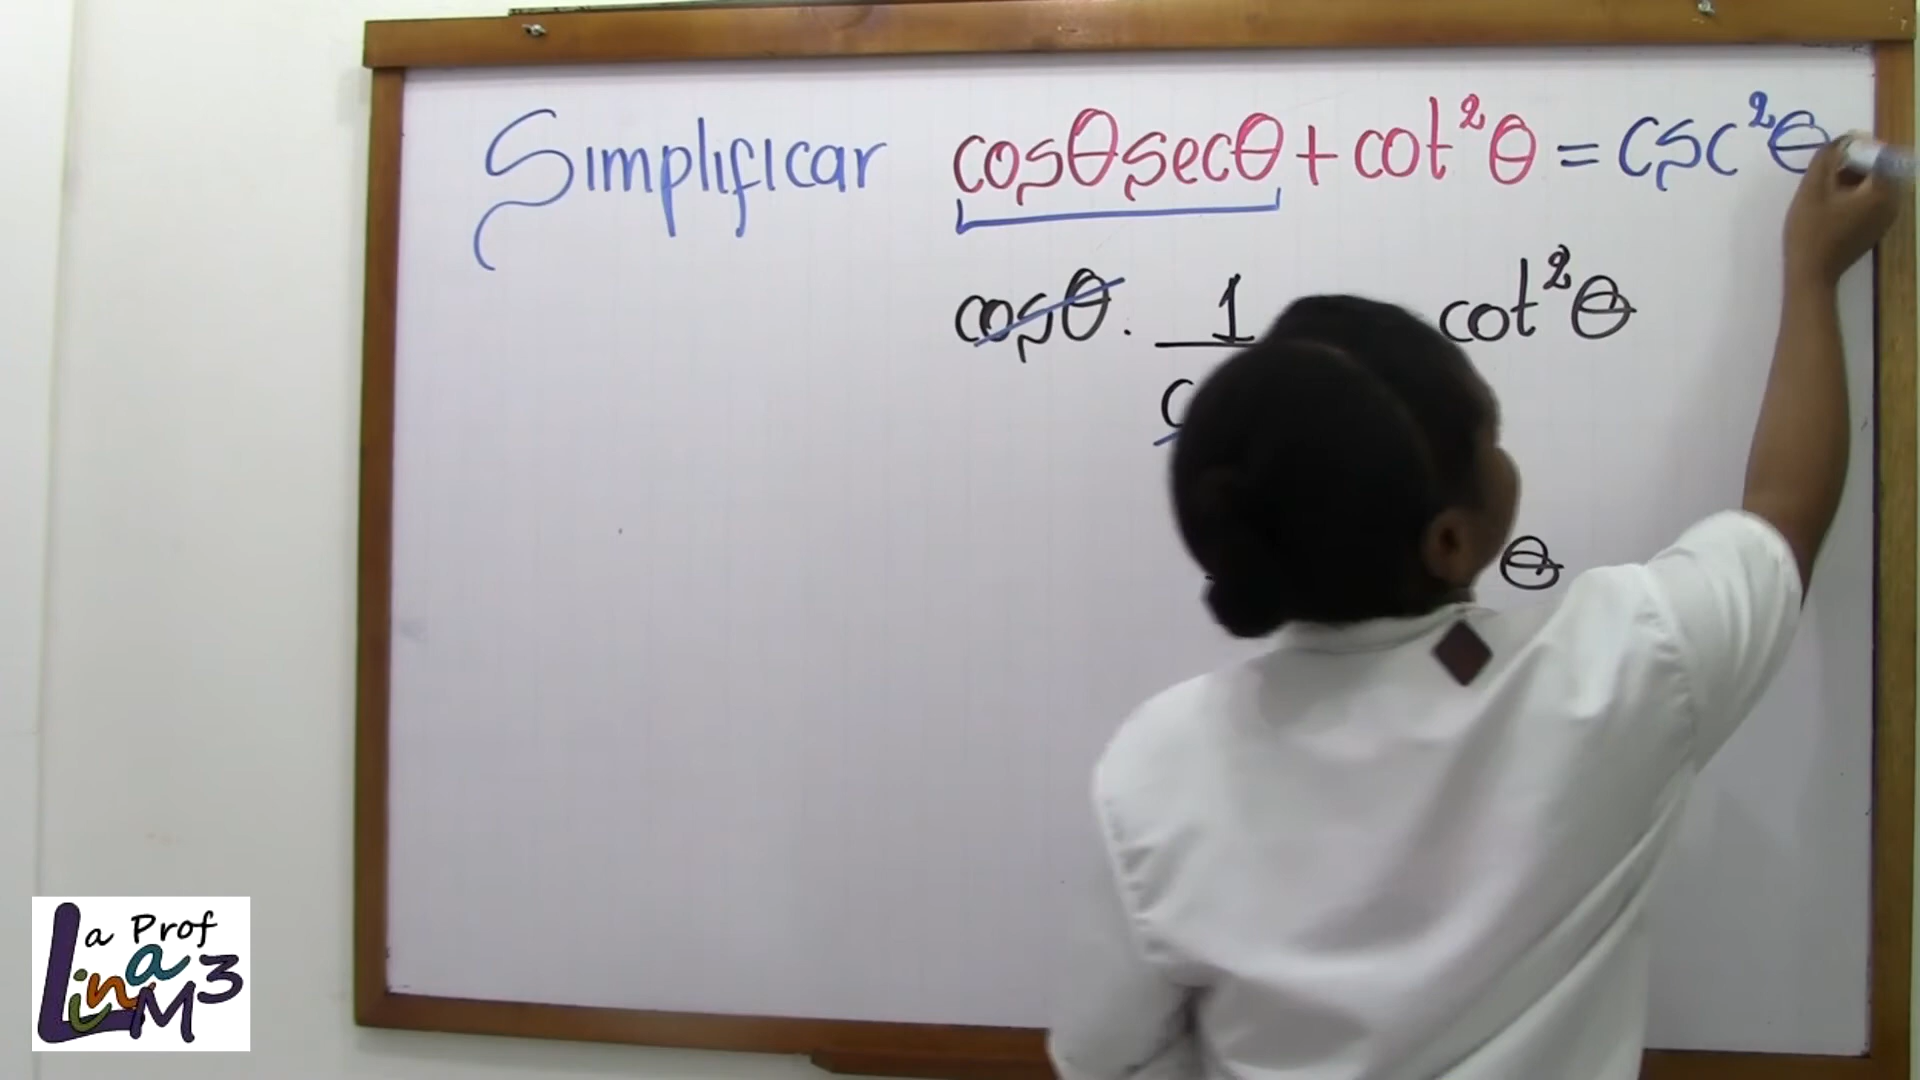 Simplificar cosθsecθ + cot²θ = csc²θ
cosθ . 1 cot²θ
c
θ
La Prof
Lina
M3